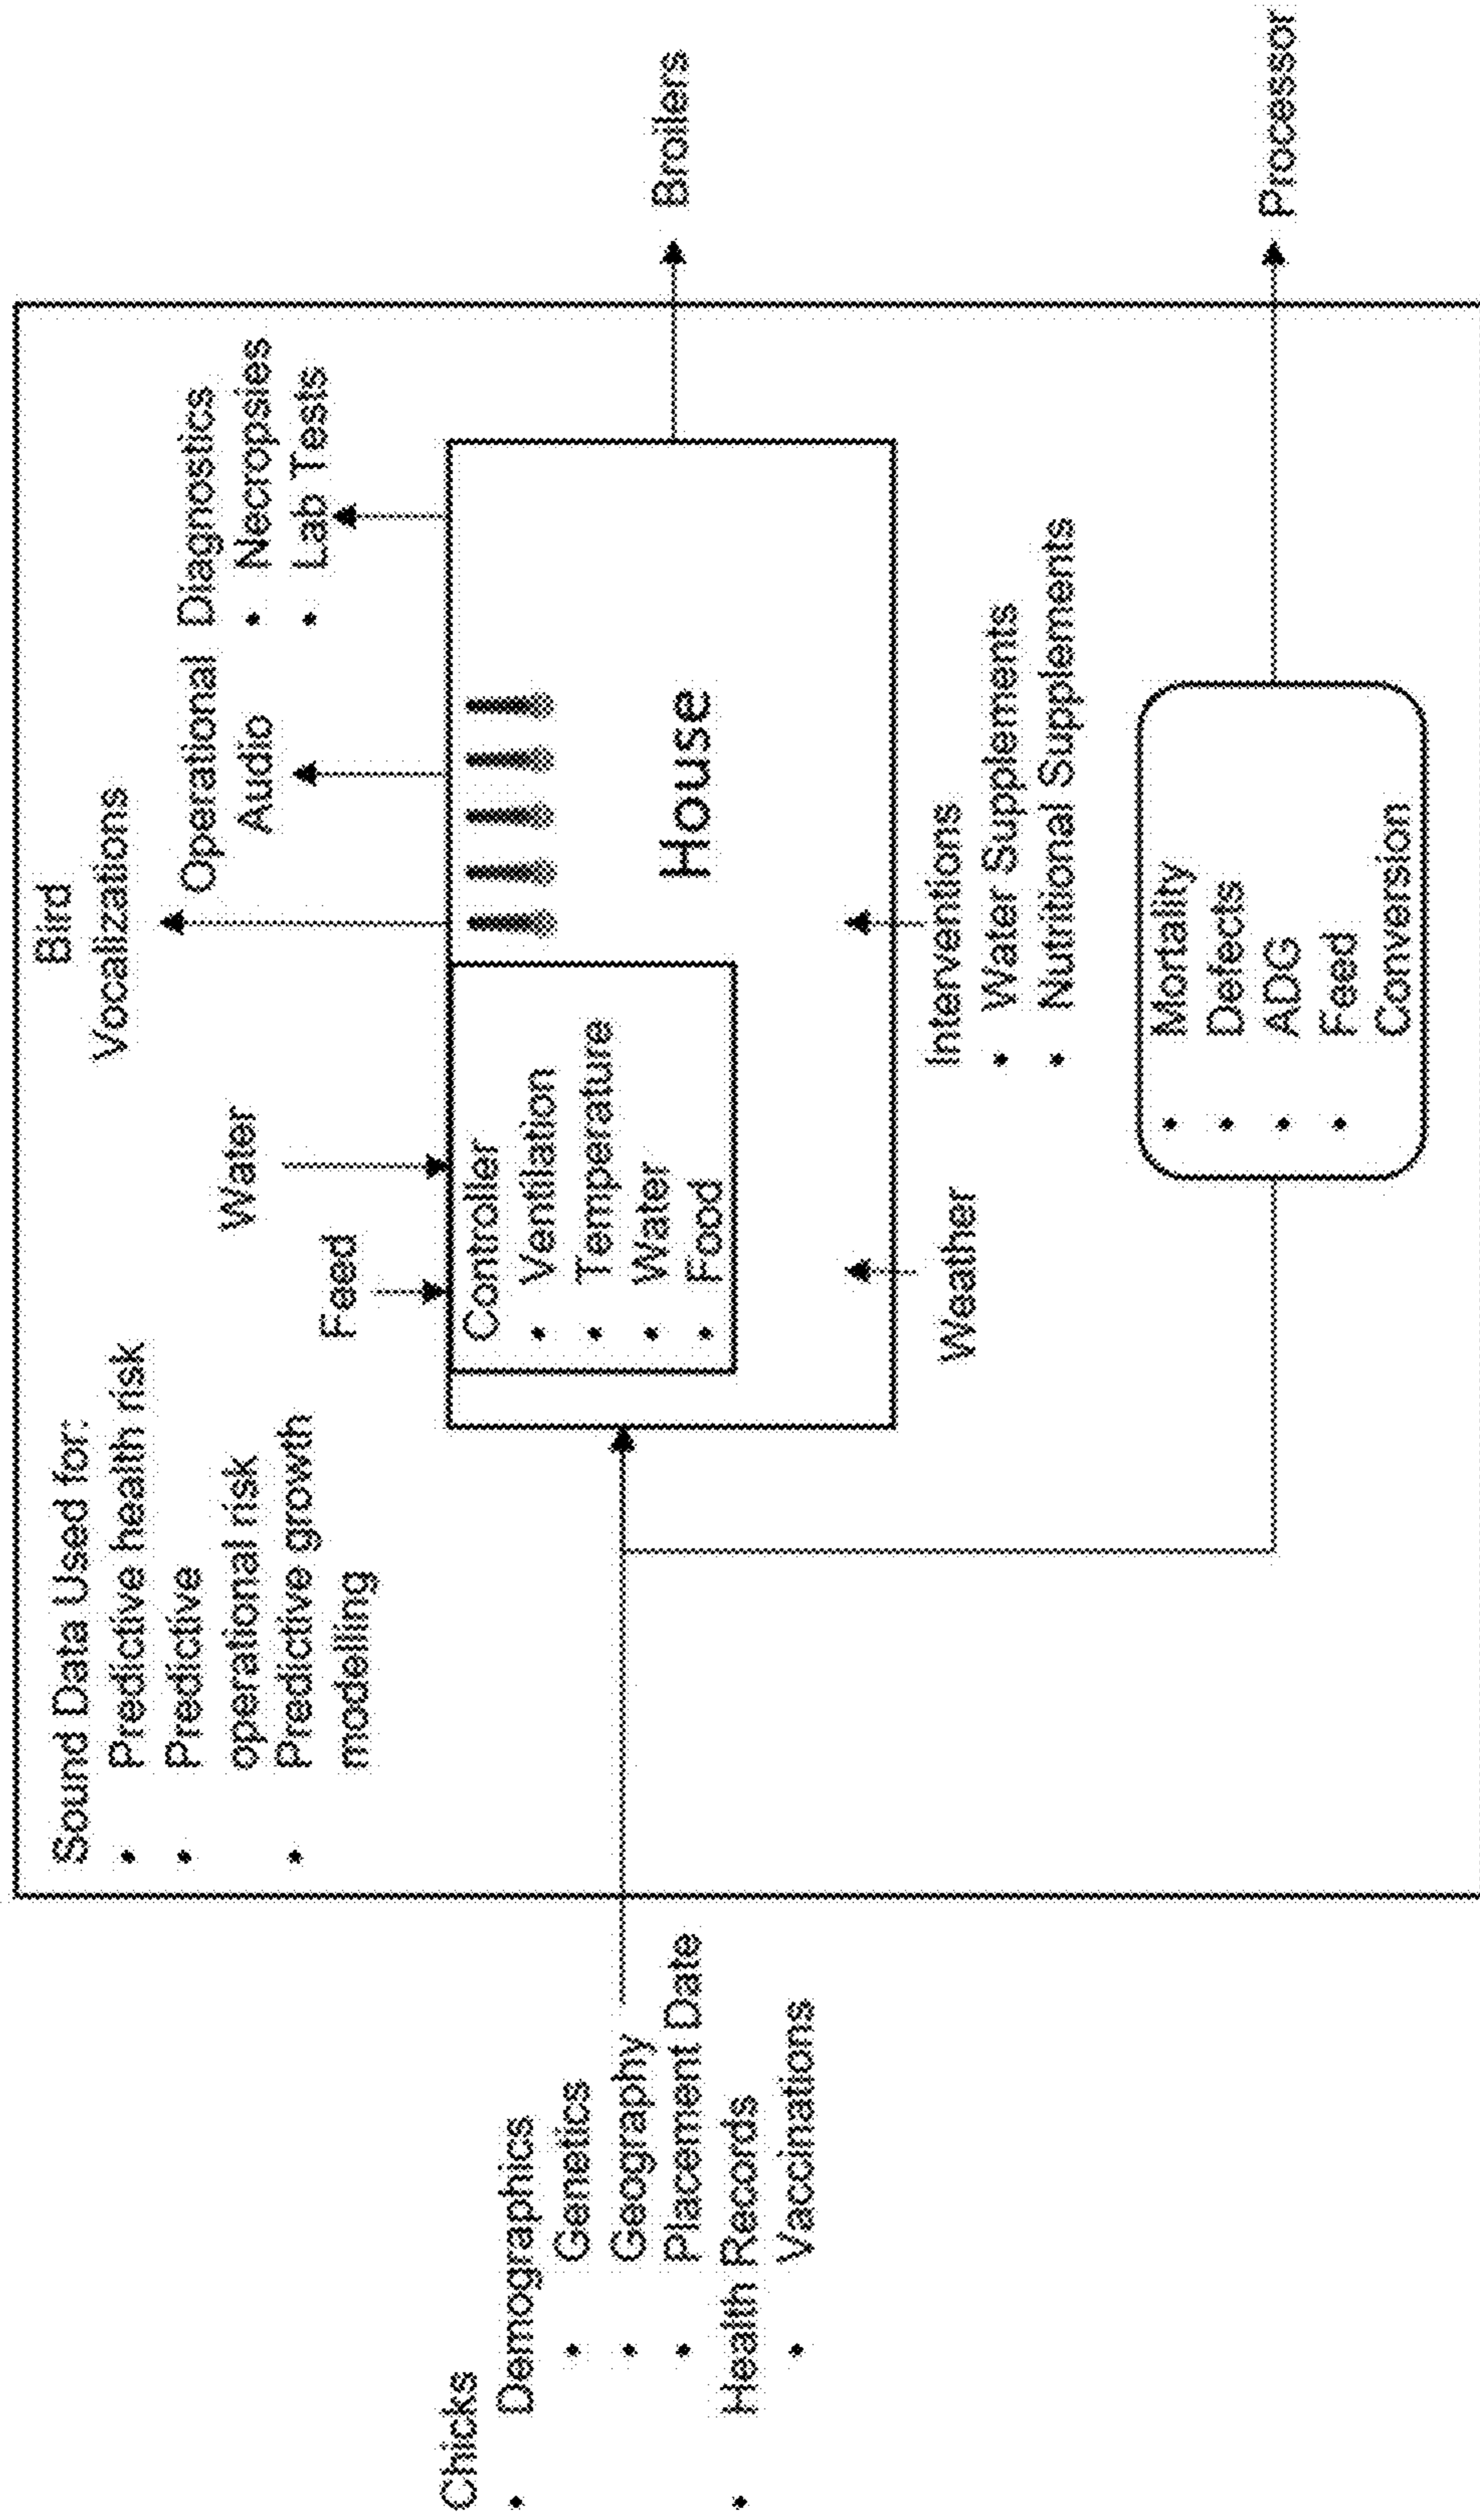 Chicks
• Demographics
• Genetics
• Geography
• Placement Date
• Health Records
• Vaccinations
Sound Data Used for:
• Predictive health risk
• Predictive
operational risk
• Predictive growth
modelling
Feed
Water
Bird
Vocalizations
Operational
Audio
Diagnostics
• Necropsies
• Lab Tests
Controller
• Ventilation
• Temperature
• Water
• Food
House
Weather
Interventions
• Water Supplements
• Nutritional Supplements
• Mortality
• Defects
• ADG
• Feed
Conversion
Broilers
Processor